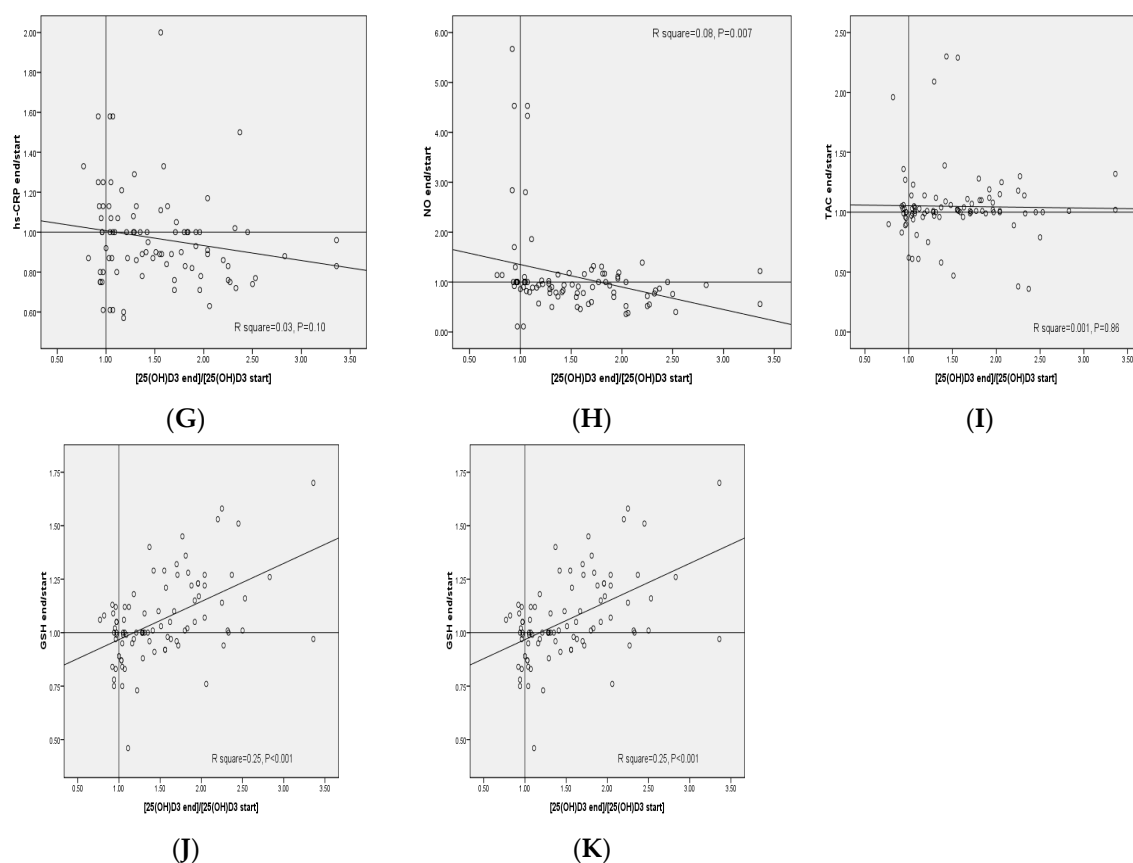 hs-CRP end/start
2.00
1.80
1.60
1.40
1.20
1.00
0.80
0.60
R square=0.03, P=0.10
0.50 1.00 1.50 2.00 2.50 3.00 3.50
[25(OH)D3 end]/[25(OH)D3 start]
(G)
NO end/start
6.00
5.00
4.00
3.00
2.00
1.00
0.00
R square=0.08, P=0.007
0.50 1.00 1.50 2.00 2.50 3.00 3.50
[25(OH)D3 end]/[25(OH)D3 start]
(H)
TAC end/start
2.50
2.00
1.50
1.00
0.50
0.00
R square=0.001, P=0.86
0.50 1.00 1.50 2.00 2.50 3.00 3.50
[25(OH)D3 end]/[25(OH)D3 start]
(I)
GSH end/start
1.75
1.50
1.25
1.00
0.75
0.50
R square=0.25, P<0.001
0.50 1.00 1.50 2.00 2.50 3.00 3.50
[25(OH)D3 end]/[25(OH)D3 start]
(J)
GSH end/start
1.75
1.50
1.25
1.00
0.75
0.50
R square=0.25, P<0.001
0.50 1.00 1.50 2.00 2.50 3.00 3.50
[25(OH)D3 end]/[25(OH)D3 start]
(K)